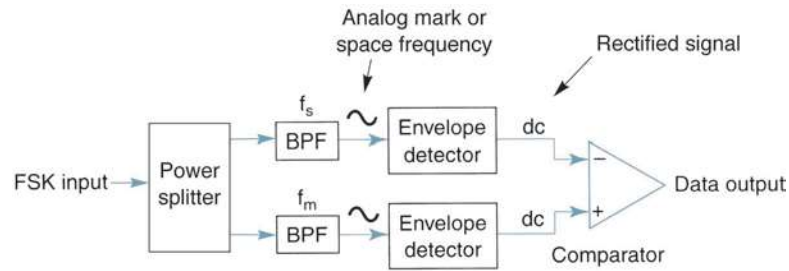 Analog mark or
space frequency
Rectified signal
f_s
BPF
Envelope
detector
dc
−
FSK input
Power
splitter
Data output
f_m
BPF
Envelope
detector
dc
+
Comparator